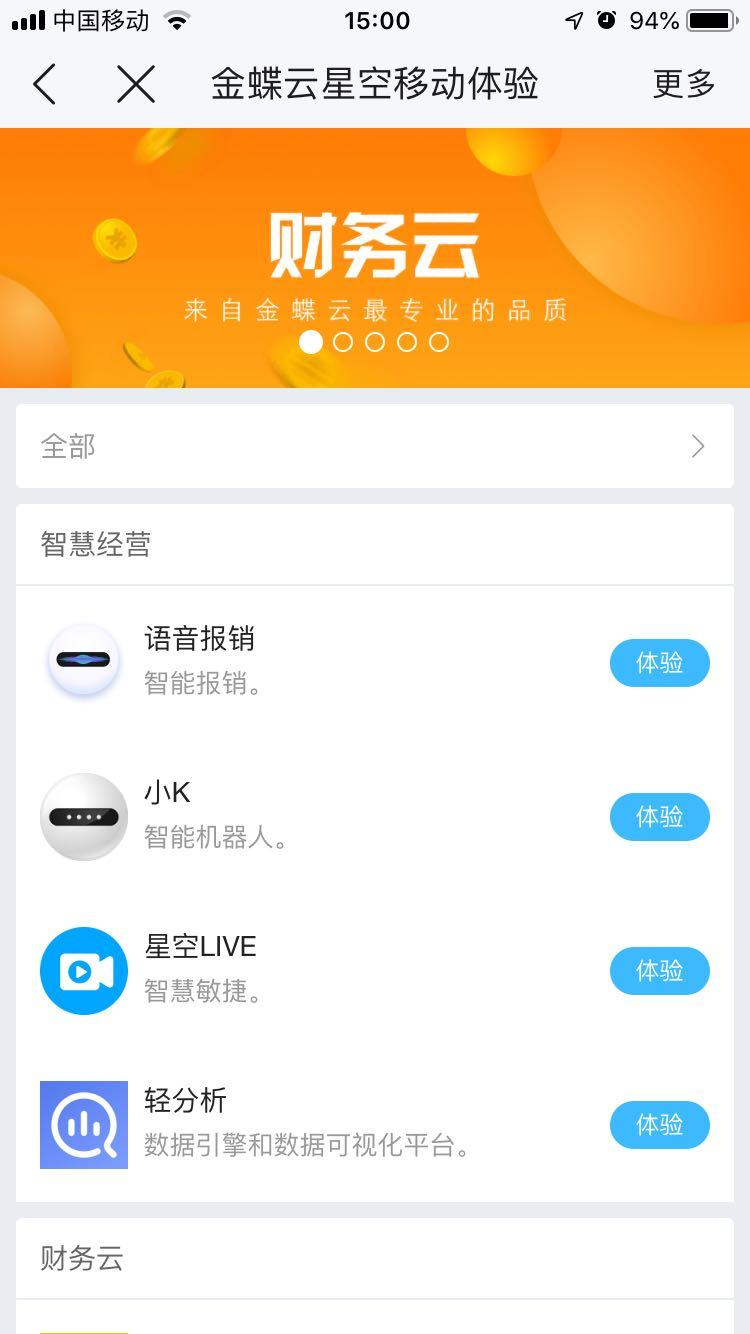 中国移动 15:00 94%
金蝶云星空移动体验 更多
财务云
来自金蝶云最专业的品质
全部
智慧经营
语音报销
智能报销。
体验
小K
智能机器人。
体验
星空LIVE
智慧敏捷。
体验
轻分析
数据引擎和数据可视化平台。
体验
财务云